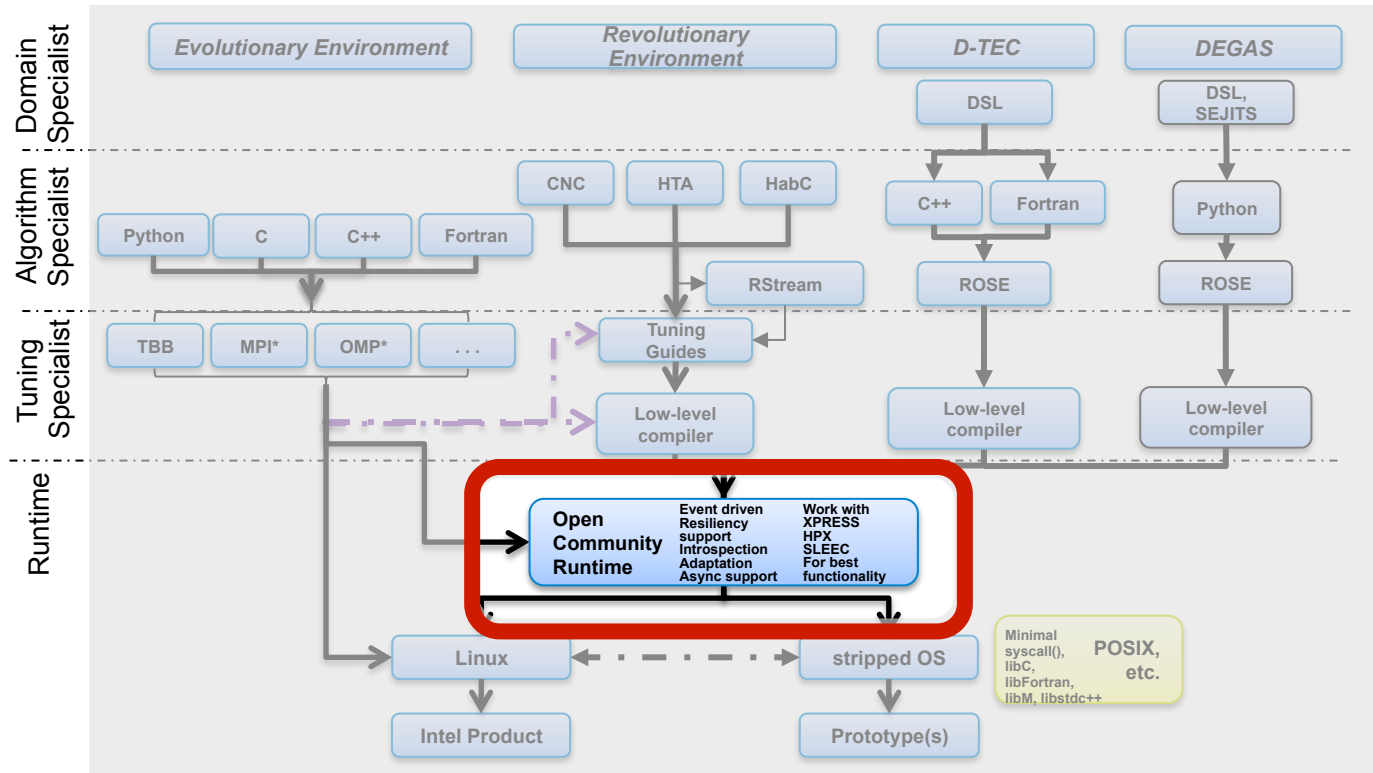 Domain
Specialist
Evolutionary Environment
Revolutionary
Environment
D-TEC
DEGAS
DSL
DSL,
SEJITS
Algorithm
Specialist
CNC
HTA
HabC
C++
Fortran
Python
Python
C
C++
Fortran
RStream
ROSE
ROSE
Tuning
Specialist
TBB
MPI*
OMP*
. . .
Tuning
Guides
Low-level
compiler
Low-level
compiler
Low-level
compiler
Runtime
Open
Community
Runtime
Event driven
Resiliency
support
Introspection
Adaptation
Async support
Work with
XPRESS
HPX
SLEEC
For best
functionality
Linux
stripped OS
Minimal
syscall(),
libC,
libFortran,
libM, libstdc++
POSIX,
etc.
Intel Product
Prototype(s)